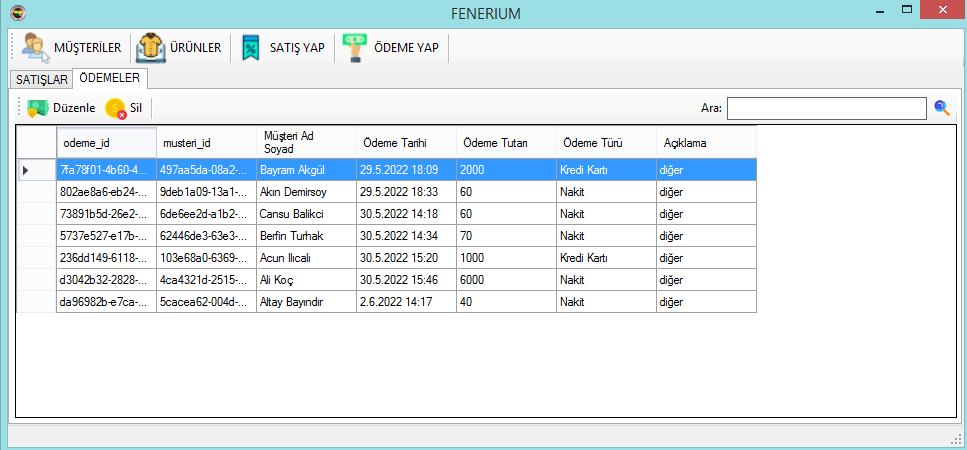 FENERIUM
MÜŞTERİLER ÜRÜNLER SATIŞ YAP ÖDEME YAP
SATIŞLAR ÖDEMELER
Düzenle Sil Ara:
odeme_id musteri_id Müşteri Ad Soyad Ödeme Tarihi Ödeme Tutarı Ödeme Türü Açıklama
7fa78f01-4b60-4... 497aa5da-08a2-... Bayram Akgül 29.5.2022 18:09 2000 Kredi Kartı diğer
802ae8a6-eb24-... 9deb1a09-13a1-... Akın Demirsoy 29.5.2022 18:33 60 Nakit diğer
73891b5d-26e2-... 6de6ee2d-a1b2-... Cansu Balikci 30.5.2022 14:18 60 Nakit diğer
5737e527-e17b-... 62446de3-63e3-... Berfin Turhak 30.5.2022 14:34 70 Nakit diğer
236dd149-6118-... 103e68a0-6369-... Acun Ilıcalı 30.5.2022 15:20 1000 Kredi Kartı diğer
d3042b32-2828-... 4ca4321d-2515-... Ali Koç 30.5.2022 15:46 6000 Nakit diğer
da96982b-e7ca-... 5cacea62-004d-... Altay Bayındır 2.6.2022 14:17 40 Nakit diğer